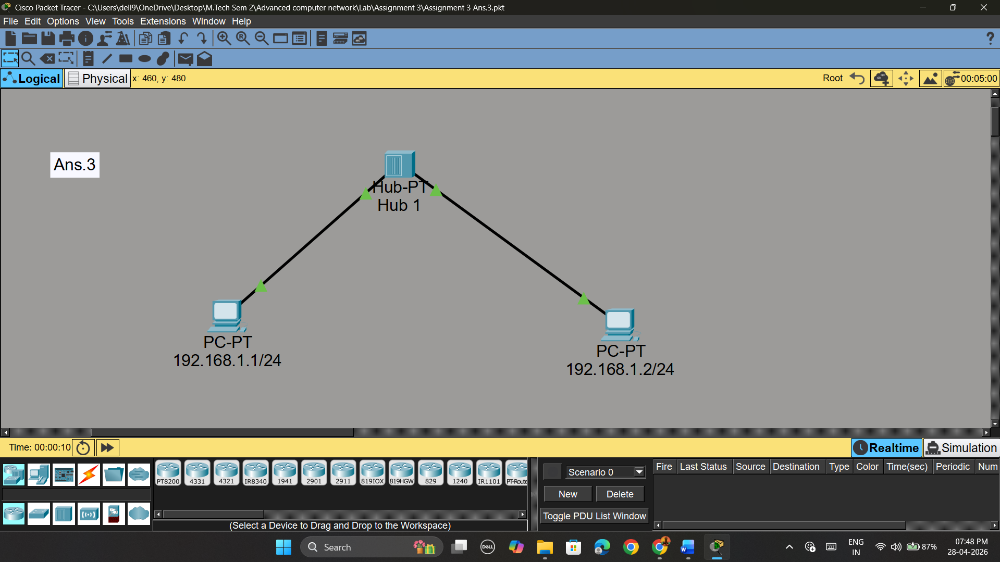 Cisco Packet Tracer - C:\Users\dell9\OneDrive\Desktop\M.Tech Sem 2\Advanced computer network\Lab\Assignment 3\Assignment 3 Ans.3.pkt
File Edit Options View Tools Extensions Window Help
Logical Physical x: 460, y: 480 Root 00:05:00
Ans.3
Hub-PT
Hub 1
PC-PT
192.168.1.1/24
PC-PT
192.168.1.2/24
Time: 00:00:10 Realtime Simulation
PT8200 4331 4321 IR8340 1941 2901 2911 819IOX 819HGW 829 1240 IR1101 PT-Route
(Select a Device to Drag and Drop to the Workspace)
Scenario 0
New Delete
Toggle PDU List Window
Fire Last Status Source Destination Type Color Time(sec) Periodic Num
Search
DELL
W
ENG
IN
87%
07:48 PM
28-04-2026